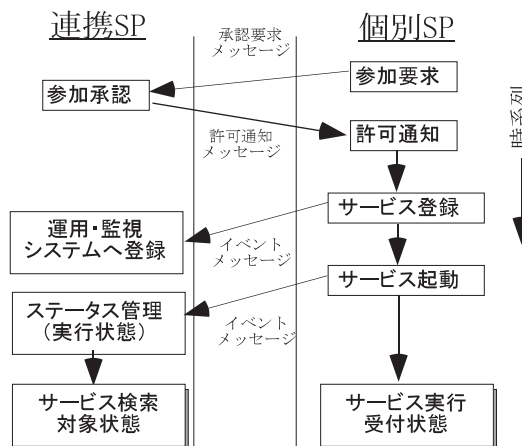 連携SP
個別SP
承認要求
メッセージ
参加要求
参加承認
許可通知
メッセージ
許可通知
時系列
サービス登録
運用・監視
システムへ登録
イベント
メッセージ
サービス起動
ステータス管理
(実行状態)
イベント
メッセージ
サービス検索
対象状態
サービス実行
受付状態